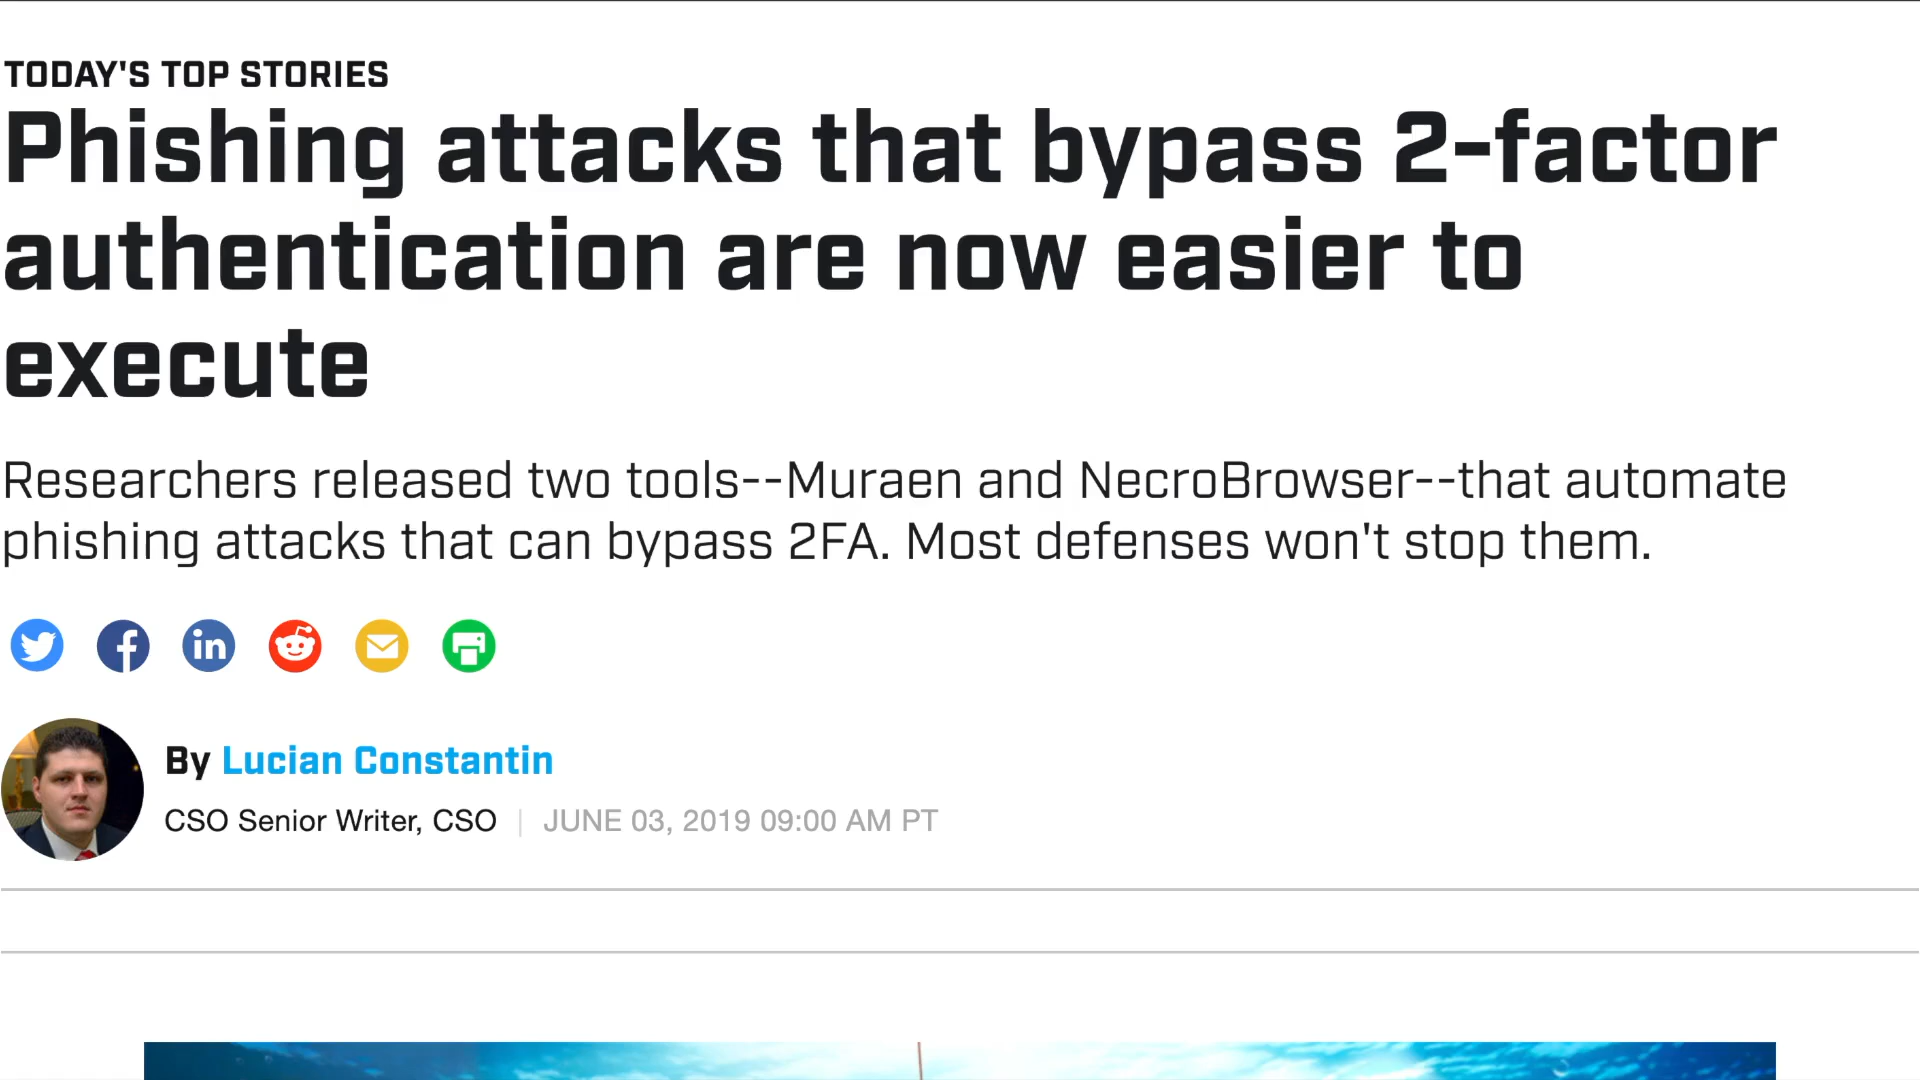 TODAY'S TOP STORIES
Phishing attacks that bypass 2-factor
authentication are now easier to
execute
Researchers released two tools--Muraen and NecroBrowser--that automate
phishing attacks that can bypass 2FA. Most defenses won't stop them.
in
By Lucian Constantin
CSO Senior Writer, CSO | JUNE 03, 2019 09:00 AM PT